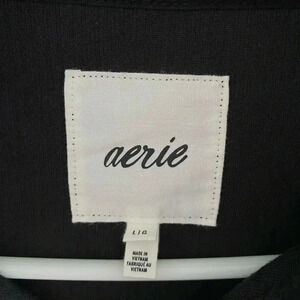 aerie
L / G
MADE IN
VIETNAM
FABRIQUÉ AU
VIETNAM